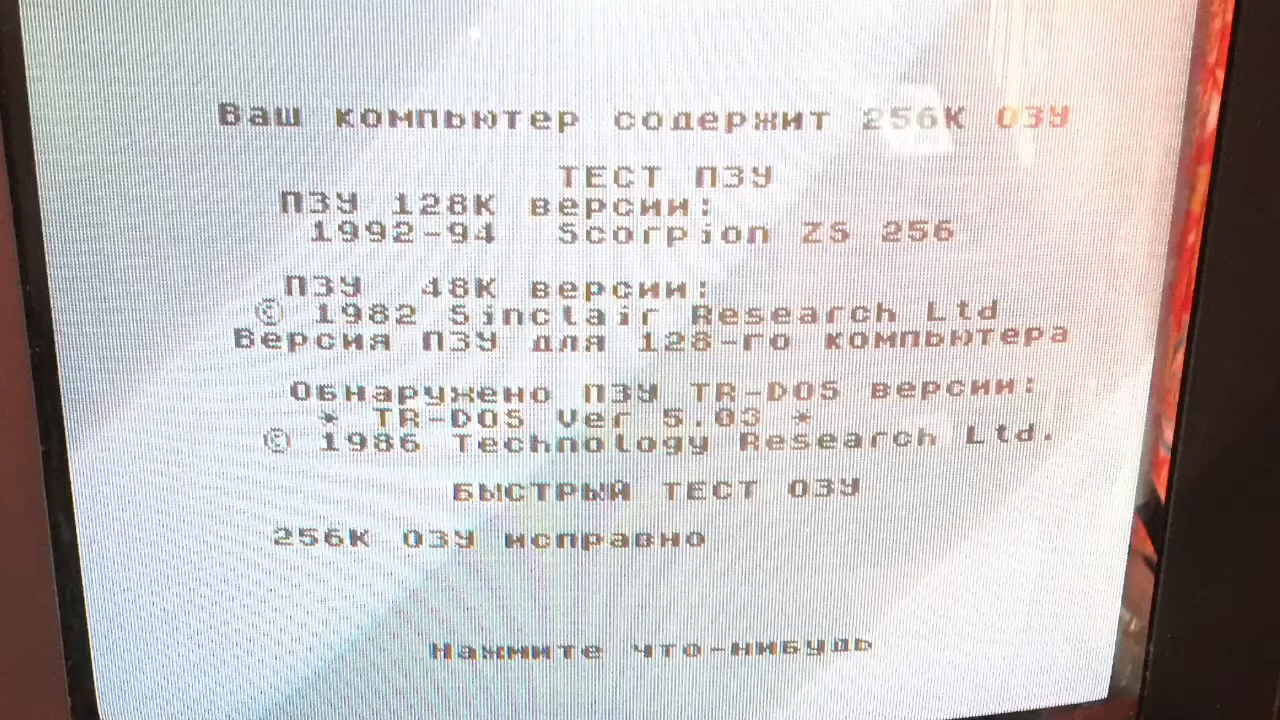 Ваш компьютер содержит 256К ОЗУ
ТЕСТ ПЗУ
ПЗУ 128К версии:
1992-94 Scorpion ZS 256
ПЗУ 48К версии:
© 1982 Sinclair Research Ltd
Версия ПЗУ для 128-го компьютера
Обнаружено ПЗУ TR-DOS версии:
* TR-DOS Ver 5.03 *
© 1986 Technology Research Ltd.
БЫСТРЫЙ ТЕСТ ОЗУ
256К ОЗУ исправно
Нажмите что-нибудь